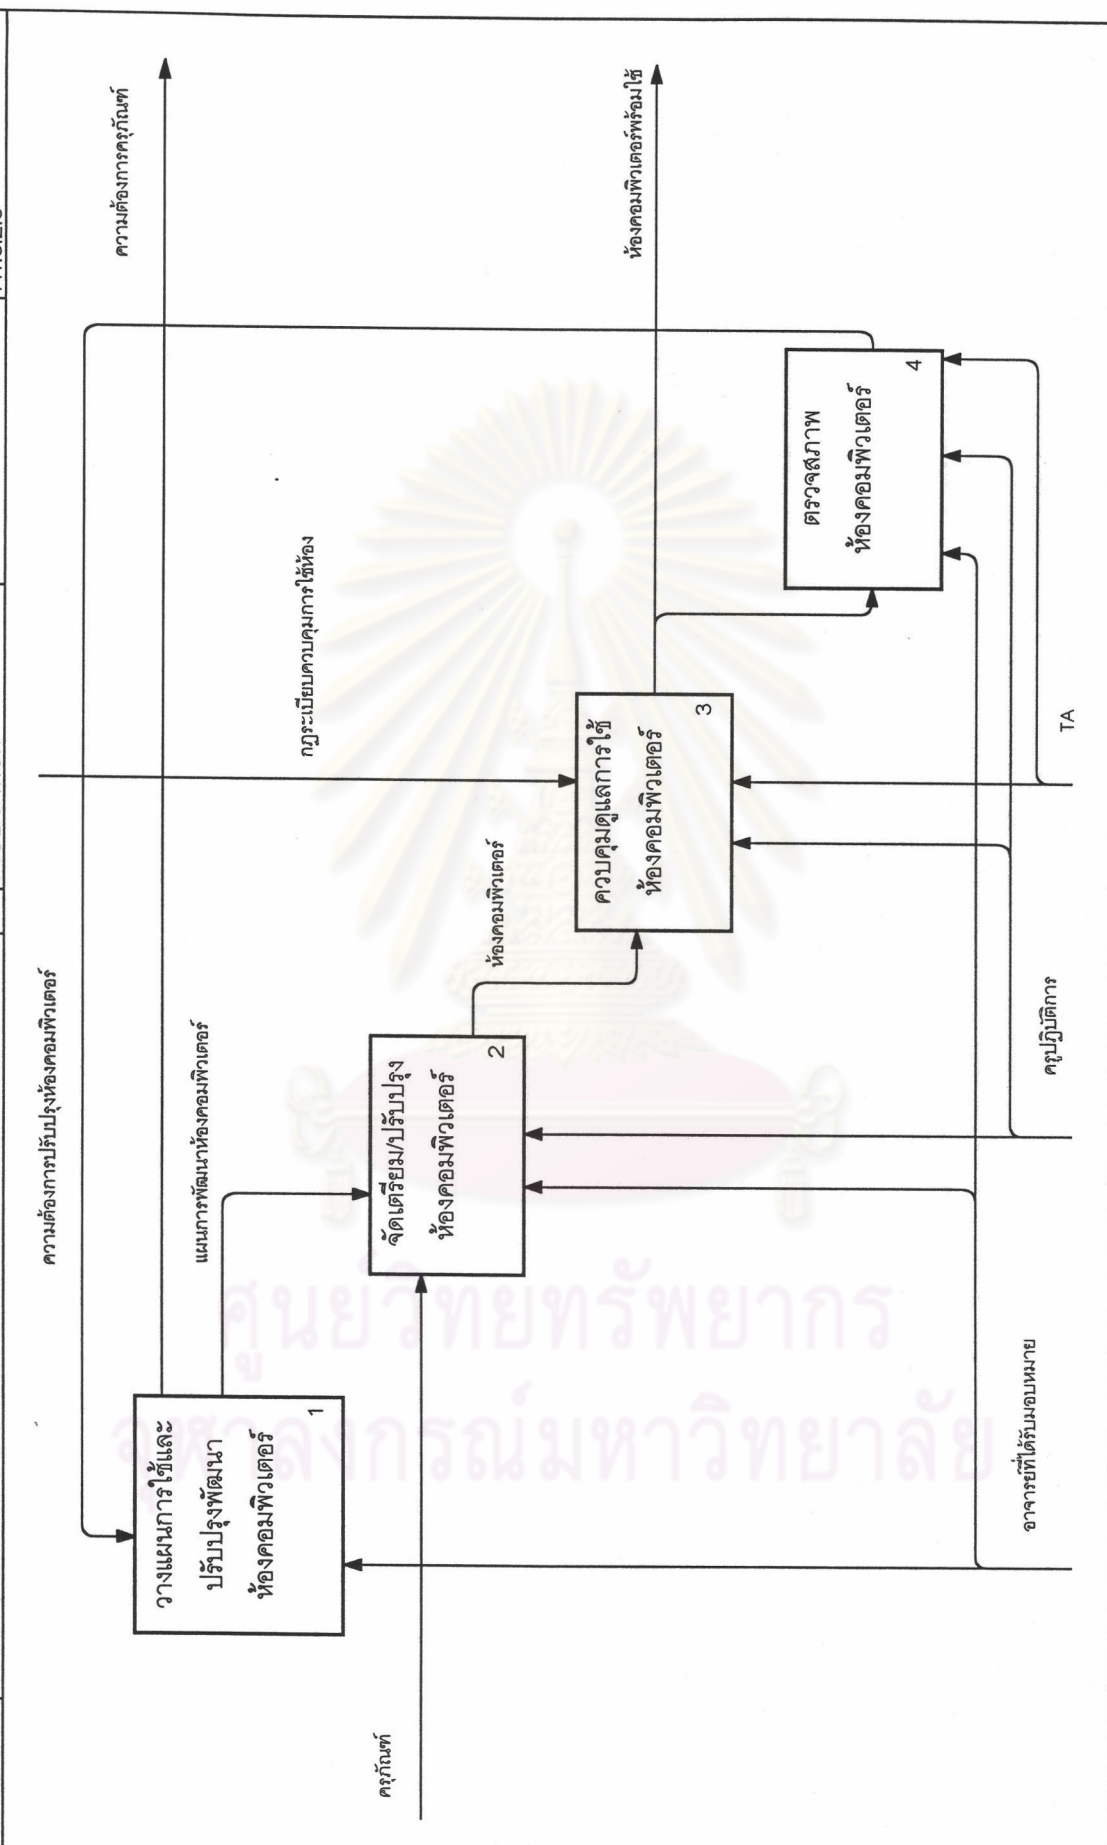 ความต้องการปรับปรุงห้องคอมพิวเตอร์
ความต้องการครุภัณฑ์
แผนการพัฒนาห้องคอมพิวเตอร์
วางแผนการใช้และ
ปรับปรุงพัฒนา
ห้องคอมพิวเตอร์
1
กฎระเบียบควบคุมการใช้ห้อง
ครุภัณฑ์
จัดเตรียม/ปรับปรุง
ห้องคอมพิวเตอร์
2
ห้องคอมพิวเตอร์
ควบคุมดูแลการใช้
ห้องคอมพิวเตอร์
3
ห้องคอมพิวเตอร์พร้อมใช้
ตรวจสภาพ
ห้องคอมพิวเตอร์
4
อาจารย์ที่ได้รับมอบหมาย
ครูปฏิบัติการ
TA
ศูนย์วิทยทรัพยากร
จุฬาลงกรณ์มหาวิทยาลัย